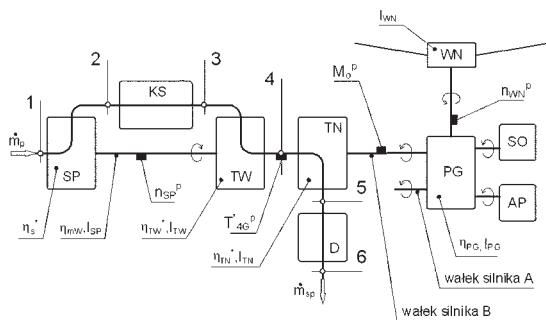 I_WN
WN
2
3
4
KS
M_o^p
n_WN^p
1
TN
ṁ_p
SO
SP
TW
PG
n_SP^p
5
AP
η_s^*
η_mW, I_SP
η_TW^*, I_TW
T_4G^*p
η_TN^*, I_TN
D
η_PG, I_PG
6
wałek silnika A
ṁ_sp
wałek silnika B